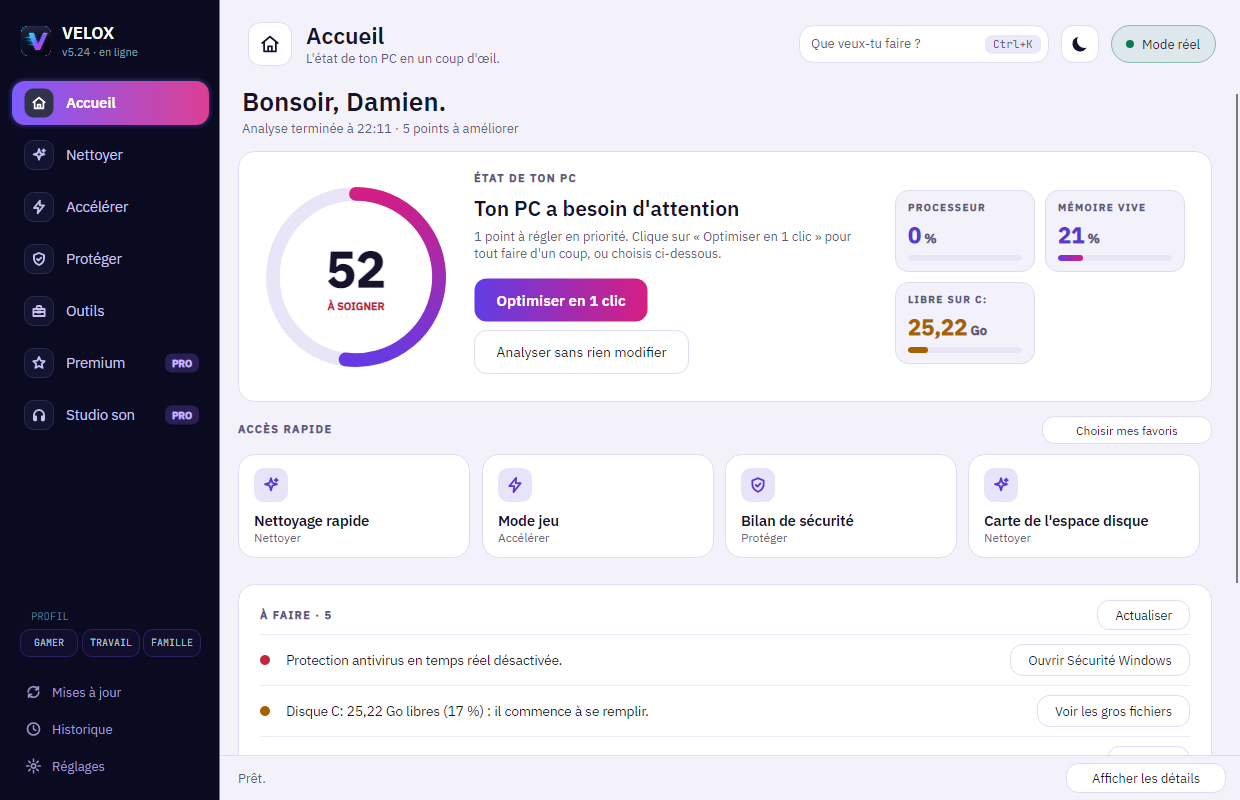 VELOX
v5.24 · en ligne
Accueil
Nettoyer
Accélérer
Protéger
Outils
Premium PRO
Studio son PRO
PROFIL
GAMER TRAVAIL FAMILLE
Mises à jour
Historique
Réglages
Accueil
L'état de ton PC en un coup d'œil.
Que veux-tu faire ? Ctrl+K
Mode réel
Bonsoir, Damien.
Analyse terminée à 22:11 · 5 points à améliorer
52
À SOIGNER
ÉTAT DE TON PC
Ton PC a besoin d'attention
1 point à régler en priorité. Clique sur « Optimiser en 1 clic » pour
tout faire d'un coup, ou choisis ci-dessous.
Optimiser en 1 clic
Analyser sans rien modifier
PROCESSEUR
0 %
MÉMOIRE VIVE
21 %
LIBRE SUR C:
25,22 Go
ACCÈS RAPIDE
Choisir mes favoris
Nettoyage rapide
Nettoyer
Mode jeu
Accélérer
Bilan de sécurité
Protéger
Carte de l'espace disque
Nettoyer
À FAIRE · 5
Actualiser
Protection antivirus en temps réel désactivée.
Ouvrir Sécurité Windows
Disque C: 25,22 Go libres (17 %) : il commence à se remplir.
Voir les gros fichiers
Prêt.
Afficher les détails